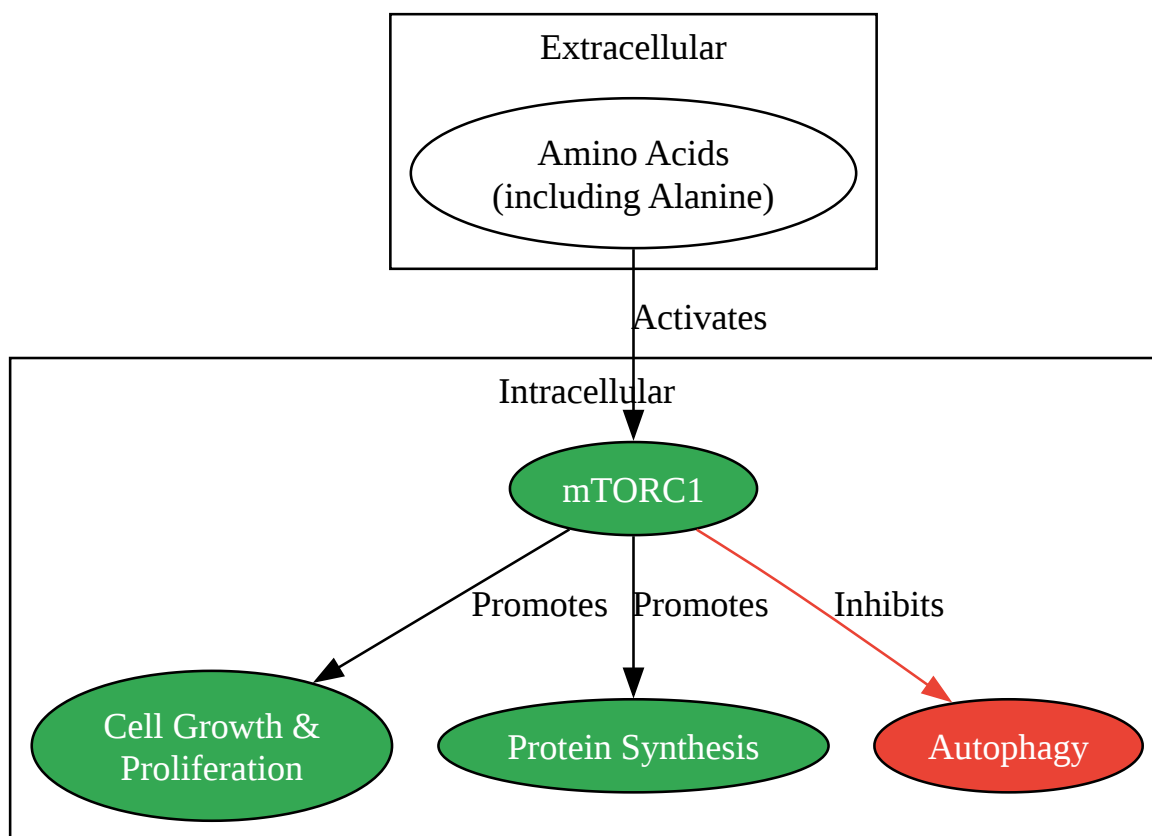 Extracellular
Amino Acids
(including Alanine)
Activates
Intracellular
mTORC1
Promotes
Promotes
Inhibits
Cell Growth &
Proliferation
Protein Synthesis
Autophagy